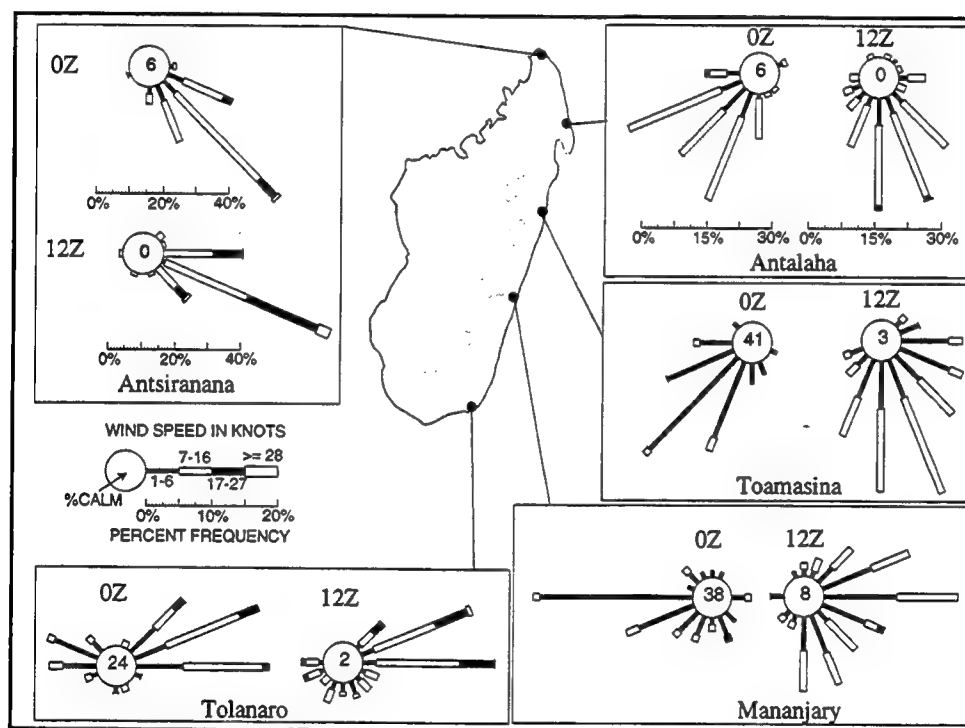 0Z
6
0% 20% 40%
12Z
0
0% 20% 40%
Antsiranana
0Z 12Z
6 0
0% 15% 30% 0% 15% 30%
Antalaha
0Z 12Z
41 3
Toamasina
WIND SPEED IN KNOTS
7-16 >= 28
1-6 17-27
%CALM
0% 10% 20%
PERCENT FREQUENCY
0Z 12Z
24 2
Tolanaro
0Z 12Z
38 8
Mananjary